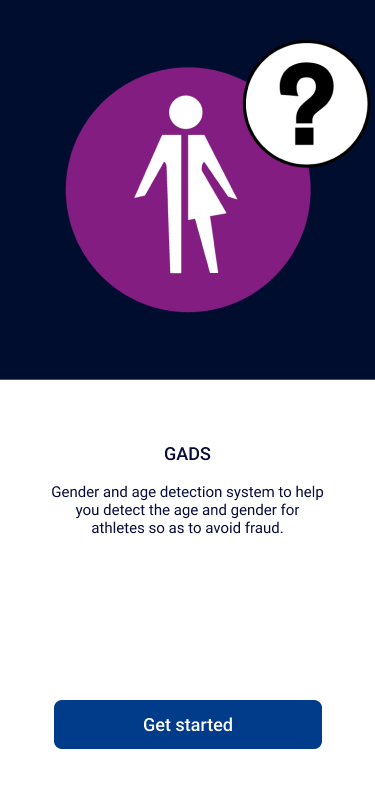 ?
GADS
Gender and age detection system to help
you detect the age and gender for
athletes so as to avoid fraud.
Get started